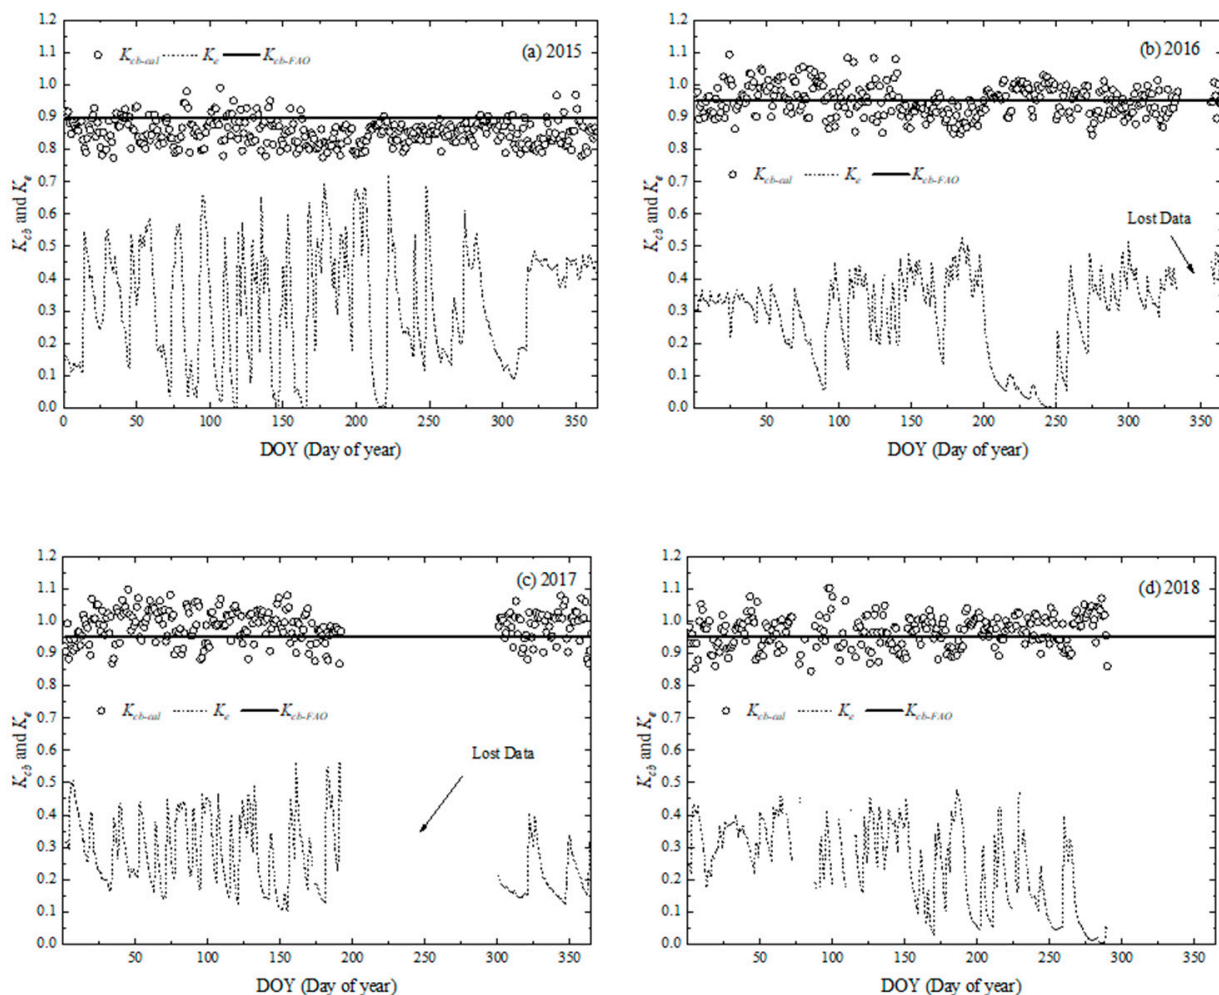 (a) 2015
K_cb-cal K_e K_cb-FAO
K_cb and K_e
1.2
1.1
1.0
0.9
0.8
0.7
0.6
0.5
0.4
0.3
0.2
0.1
0.0
0 50 100 150 200 250 300 350
DOY (Day of year)
(b) 2016
K_cb-cal K_e K_cb-FAO
Lost Data
K_cb and K_e
1.2
1.1
1.0
0.9
0.8
0.7
0.6
0.5
0.4
0.3
0.2
0.1
0.0
50 100 150 200 250 300 350
DOY (Day of year)
(c) 2017
K_cb-cal K_e K_cb-FAO
Lost Data
K_cb and K_e
1.2
1.1
1.0
0.9
0.8
0.7
0.6
0.5
0.4
0.3
0.2
0.1
0.0
50 100 150 200 250 300 350
DOY (Day of year)
(d) 2018
K_cb-cal K_e K_cb-FAO
K_cb and K_e
1.2
1.1
1.0
0.9
0.8
0.7
0.6
0.5
0.4
0.3
0.2
0.1
0.0
50 100 150 200 250 300 350
DOY (Day of year)